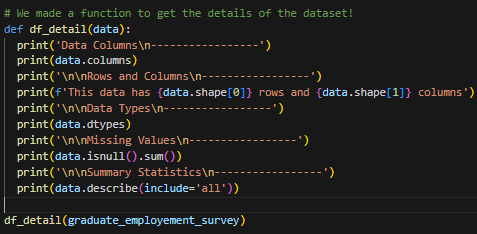 # We made a function to get the details of the dataset!
def df_detail(data):
  print('Data Columns\n-----------------')
  print(data.columns)
  print('\n\nRows and Columns\n-----------------')
  print(f'This data has {data.shape[0]} rows and {data.shape[1]} columns')
  print('\n\nData Types\n-----------------')
  print(data.dtypes)
  print('\n\nMissing Values\n-----------------')
  print(data.isnull().sum())
  print('\n\nSummary Statistics\n-----------------')
  print(data.describe(include='all'))
df_detail(graduate_employement_survey)